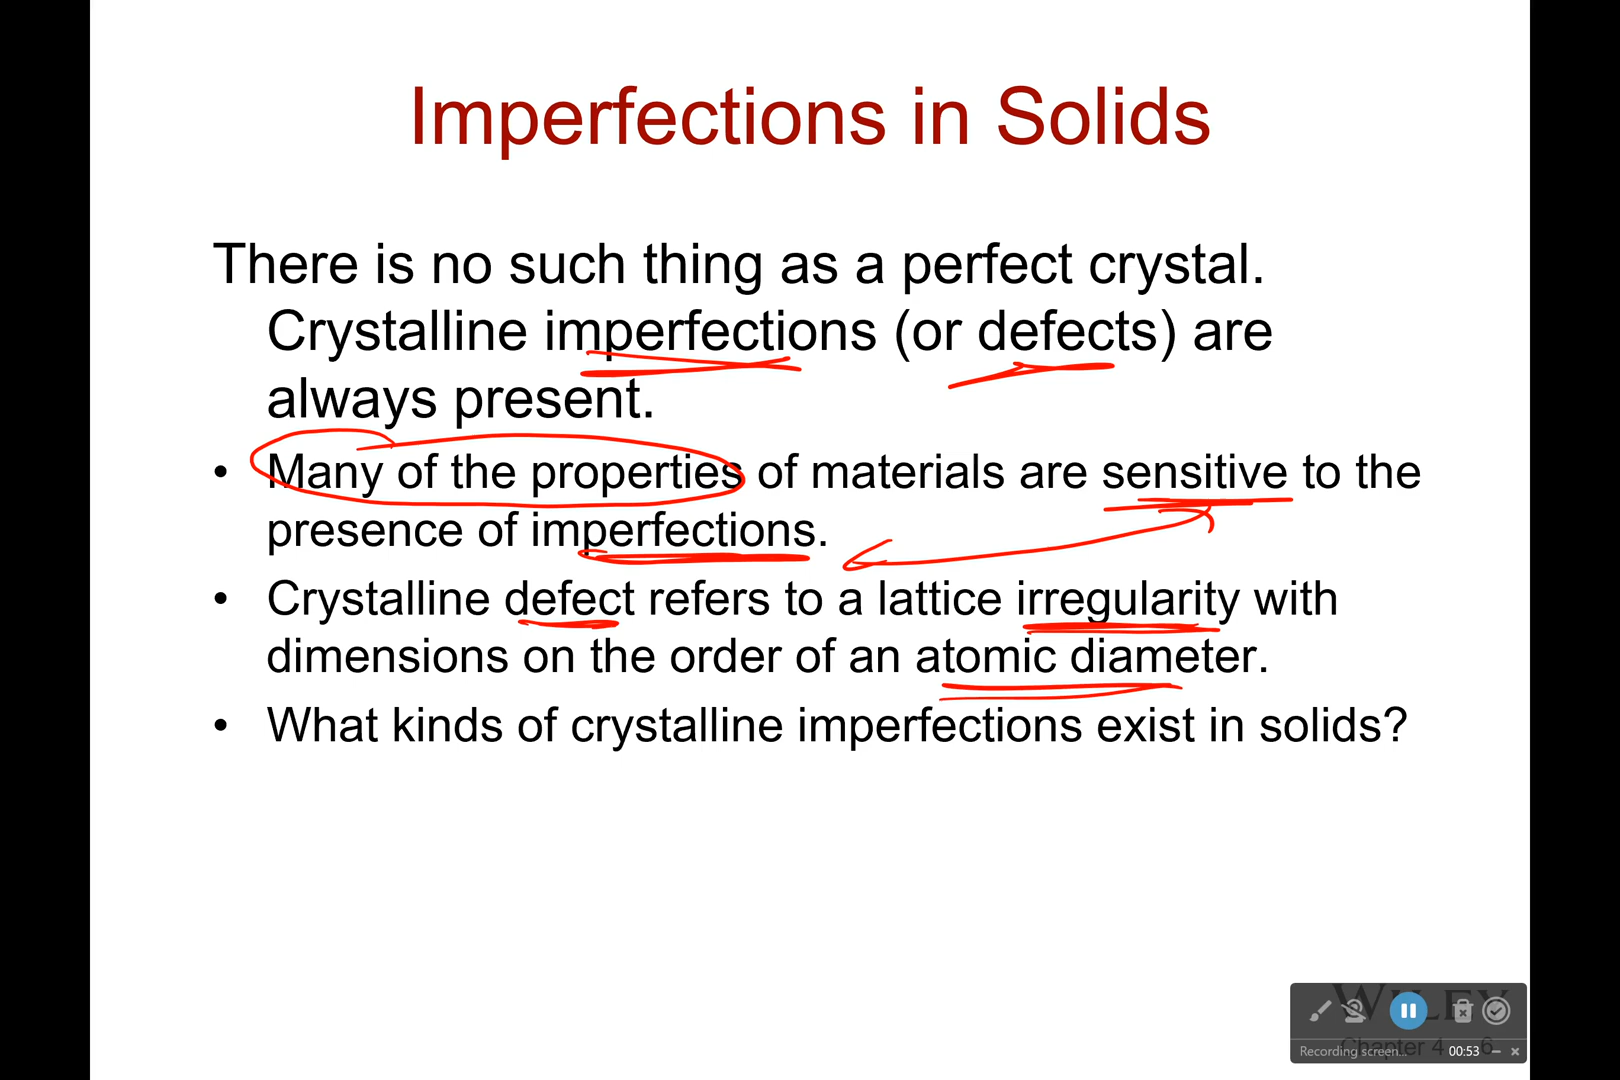 Imperfections in Solids
There is no such thing as a perfect crystal.
Crystalline imperfections (or defects) are
always present.
• Many of the properties of materials are sensitive to the
presence of imperfections.
• Crystalline defect refers to a lattice irregularity with
dimensions on the order of an atomic diameter.
• What kinds of crystalline imperfections exist in solids?
WILEY
Chapter 4 - 6
Recording screen... 00:53